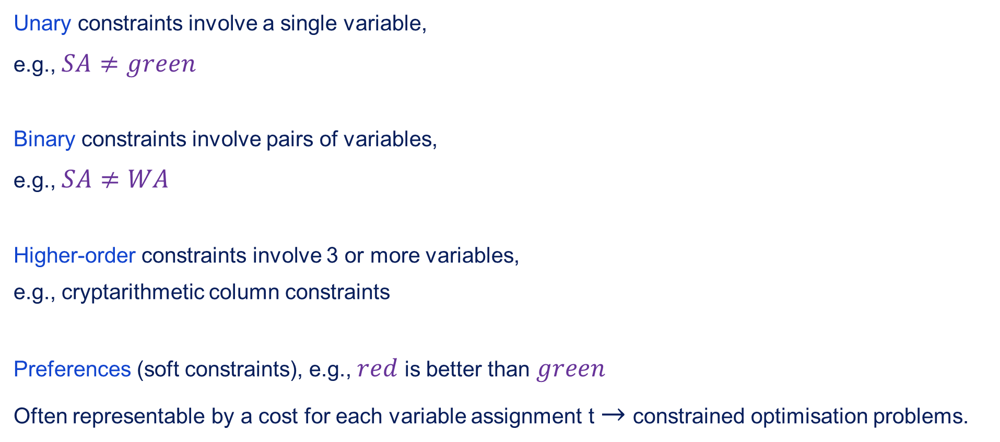 Unary constraints involve a single variable,
e.g., SA ≠ green
Binary constraints involve pairs of variables,
e.g., SA ≠ WA
Higher-order constraints involve 3 or more variables,
e.g., cryptarithmetic column constraints
Preferences (soft constraints), e.g., red is better than green
Often representable by a cost for each variable assignment t → constrained optimisation problems.